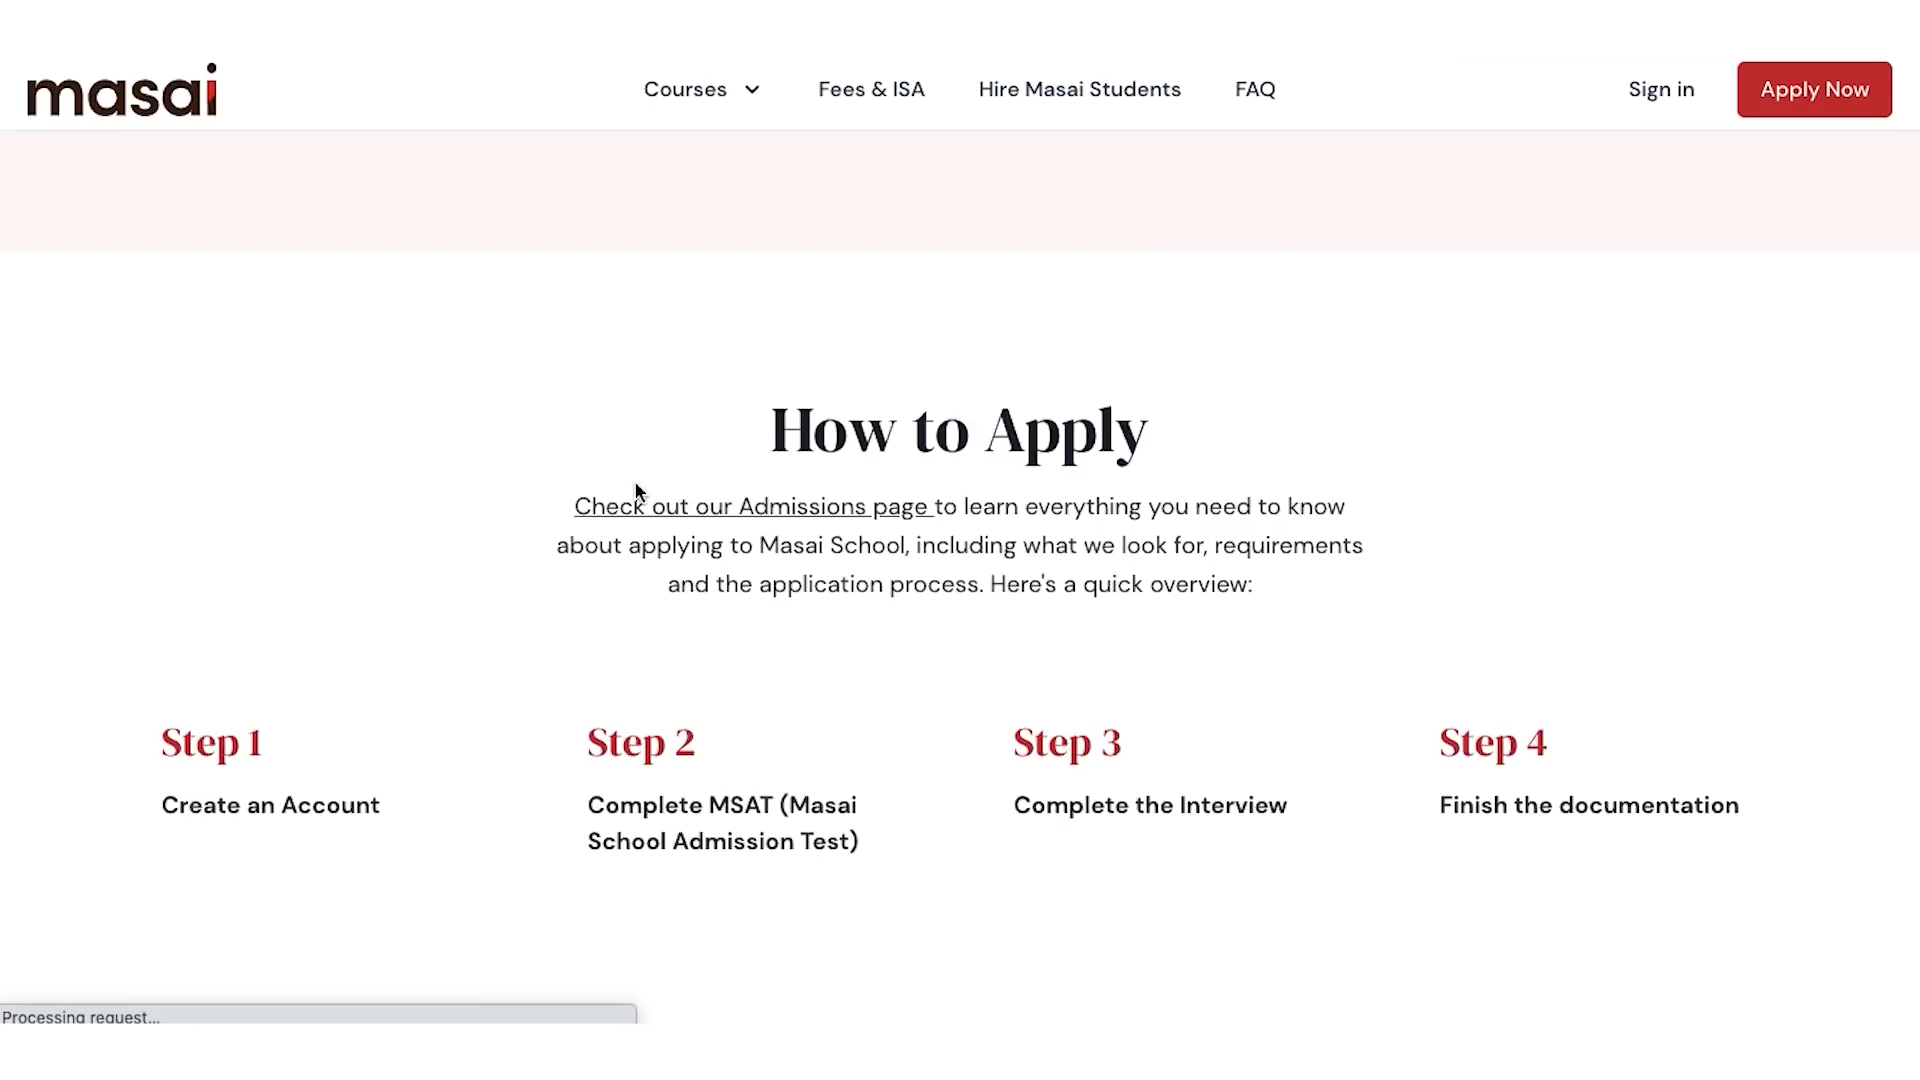 masai
Courses Fees & ISA Hire Masai Students FAQ Sign in Apply Now
How to Apply
Check out our Admissions page to learn everything you need to know
about applying to Masai School, including what we look for, requirements
and the application process. Here's a quick overview:
Step 1
Create an Account
Step 2
Complete MSAT (Masai
School Admission Test)
Step 3
Complete the Interview
Step 4
Finish the documentation
Processing request...